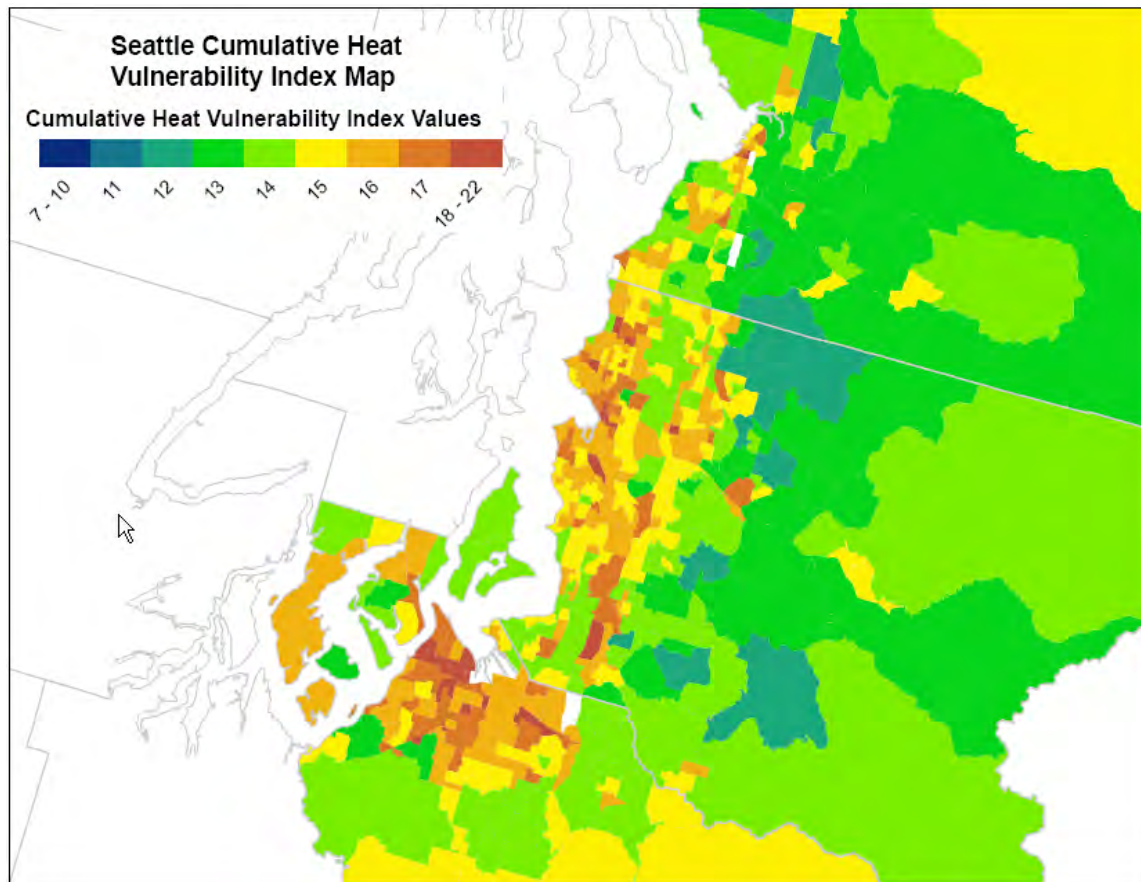 Seattle Cumulative Heat
Vulnerability Index Map
Cumulative Heat Vulnerability Index Values
7 - 10
11
12
13
14
15
16
17
18 - 22